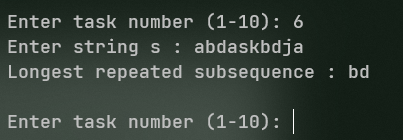 Enter task number (1-10): 6
Enter string s : abdaskbdja
Longest repeated subsequence : bd
Enter task number (1-10):